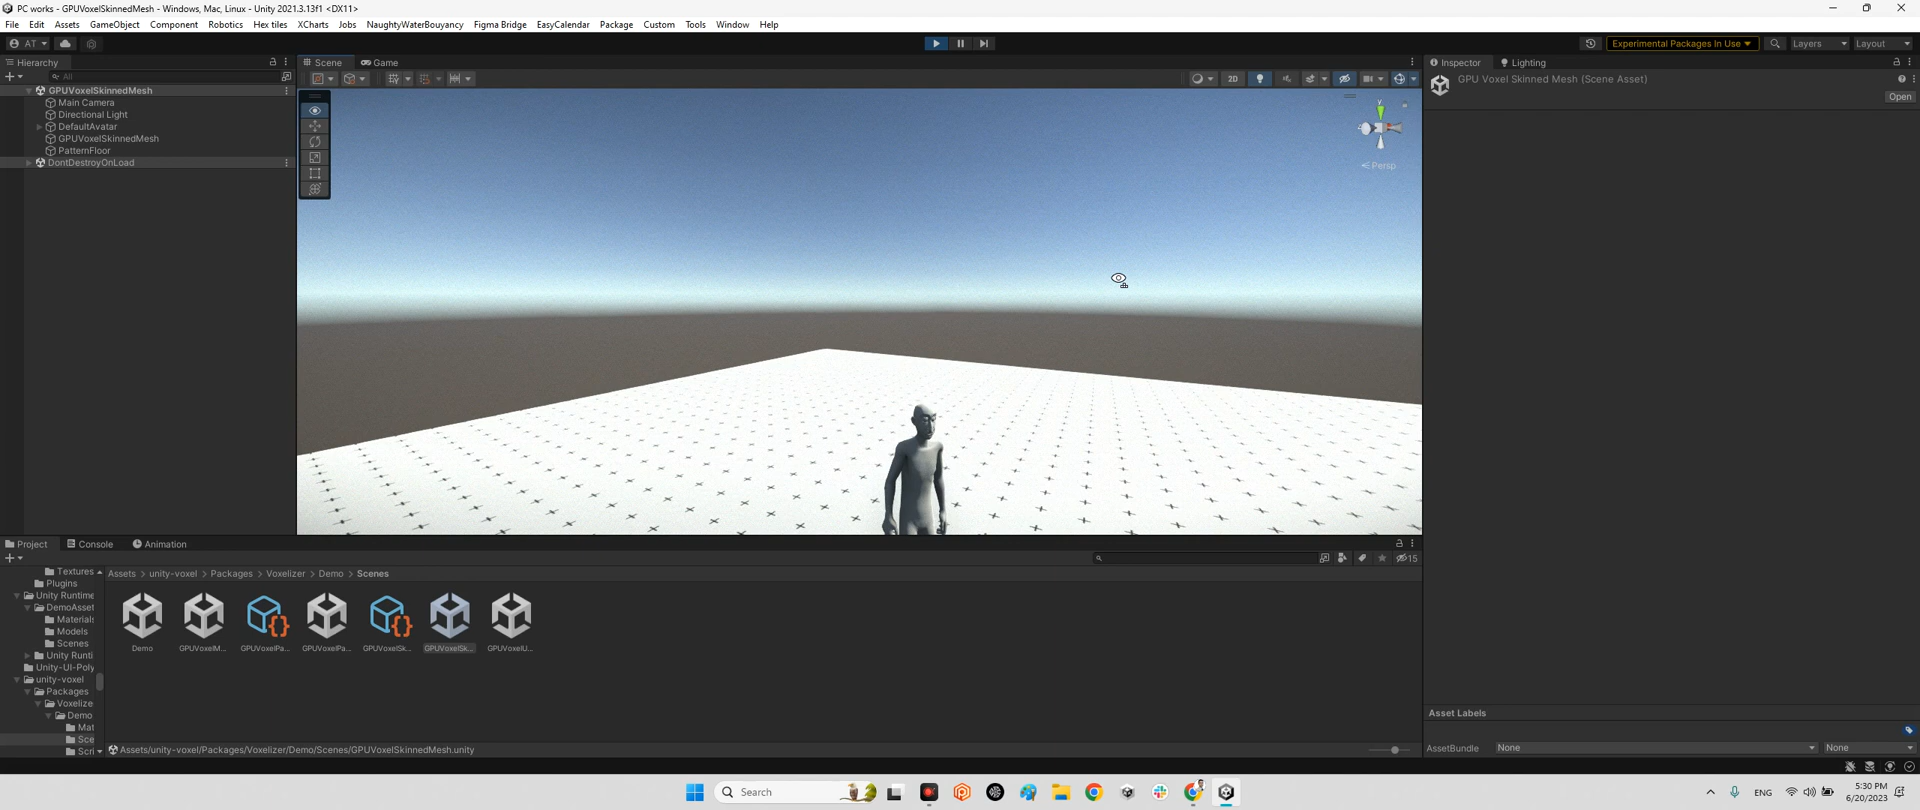 PC works - GPUVoxelSkinnedMesh - Windows, Mac, Linux - Unity 2021.3.13f1 <DX11>
File Edit Assets GameObject Component Robotics Hex tiles XCharts Jobs NaughtyWaterBouyancy Figma Bridge EasyCalendar Package Custom Tools Window Help
AT Experimental Packages In Use Layers Layout
Hierarchy Scene Game Inspector Lighting
All
2D
GPU Voxel Skinned Mesh (Scene Asset)
Open
GPUVoxelSkinnedMesh
Main Camera
Directional Light
DefaultAvatar
GPUVoxelSkinnedMesh
PatternFloor
DontDestroyOnLoad
y
Persp
Project Console Animation
15
Assets > unity-voxel > Packages > Voxelizer > Demo > Scenes
Textures
Plugins
Unity Runtime
DemoAsset
Materials
Models
Scenes
Unity Runti
Unity-UI-Poly
unity-voxel
Packages
Voxelize
Demo
Mat
Sce
Scri
Demo GPUVoxelM... GPUVoxelPa... GPUVoxelPa... GPUVoxelSk... GPUVoxelSk... GPUVoxelU...
Assets/unity-voxel/Packages/Voxelizer/Demo/Scenes/GPUVoxelSkinnedMesh.unity
Asset Labels
AssetBundle None None
Search
ENG
5:30 PM
6/20/2023